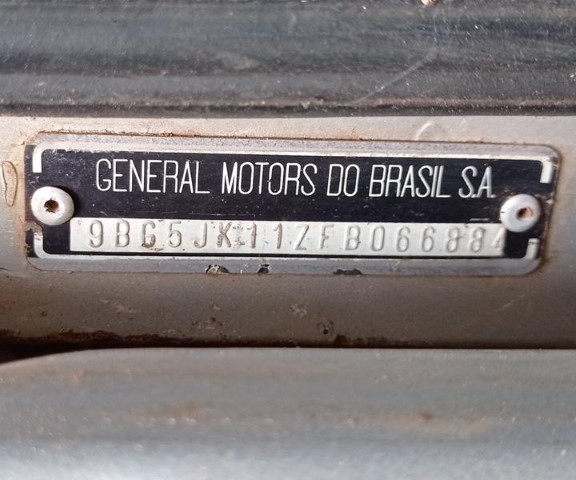 GENERAL MOTORS DO BRASIL S.A.
9BG5JK11ZFB066884